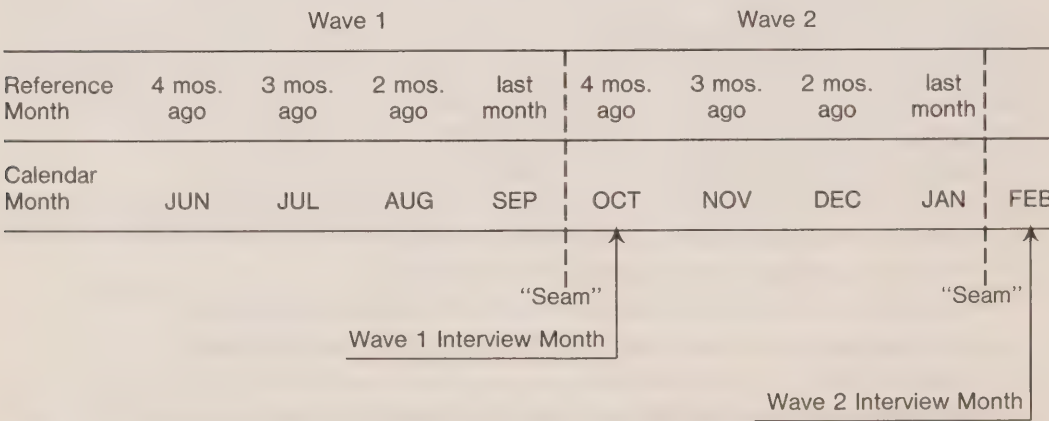 Wave 1 Wave 2
Reference Month 4 mos. ago 3 mos. ago 2 mos. ago last month 4 mos. ago 3 mos. ago 2 mos. ago last month
Calendar Month JUN JUL AUG SEP OCT NOV DEC JAN FEB
"Seam" "Seam"
Wave 1 Interview Month
Wave 2 Interview Month